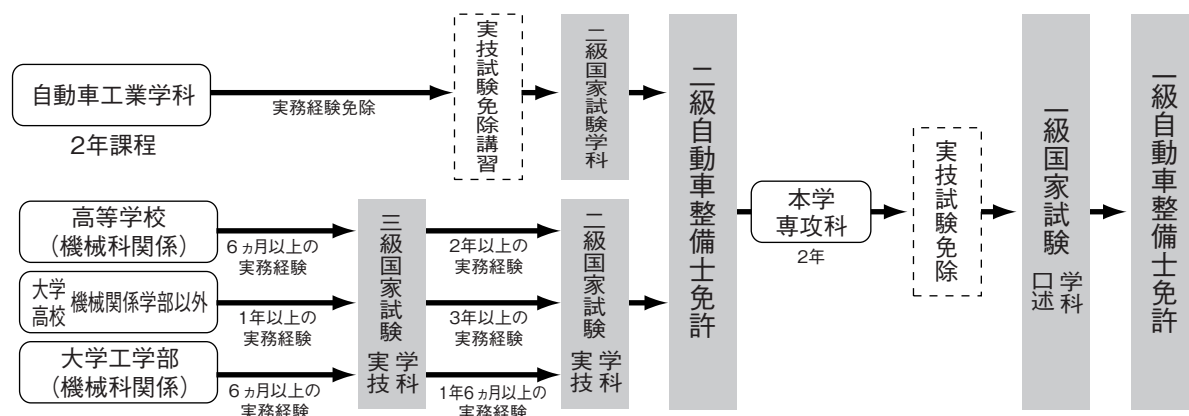 自動車工業学科
2年課程
実務経験免除
実技試験免除講習
二級国家試験学科
高等学校
(機械科関係)
6ヵ月以上の
実務経験
大学
高校
機械関係学部以外
1年以上の
実務経験
大学工学部
(機械科関係)
6ヵ月以上の
実務経験
三級国家試験
学科
実技
2年以上の
実務経験
3年以上の
実務経験
1年6ヵ月以上の
実務経験
二級国家試験
学科
実技
二級自動車整備士免許
本学
専攻科
2年
実技試験免除
一級国家試験
学科
口述
一級自動車整備士免許